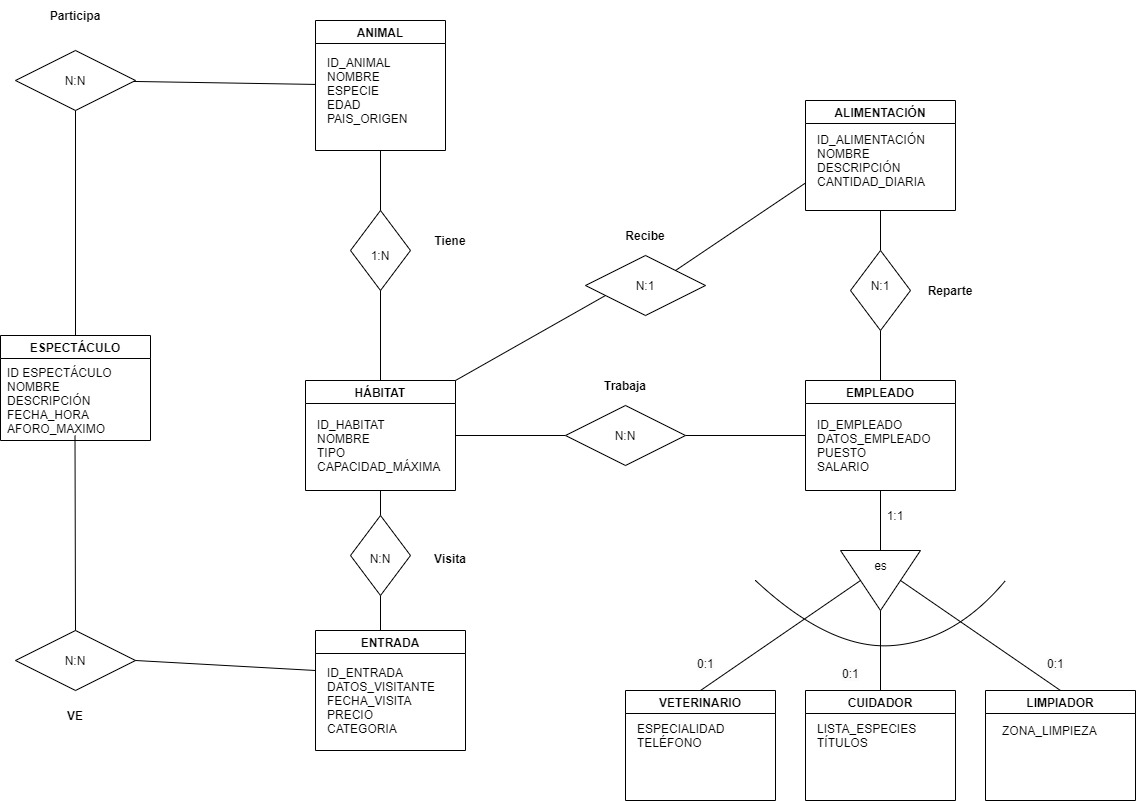 Participa
N:N
ANIMAL
ID_ANIMAL
NOMBRE
ESPECIE
EDAD
PAIS_ORIGEN
ALIMENTACIÓN
ID_ALIMENTACIÓN
NOMBRE
DESCRIPCIÓN
CANTIDAD_DIARIA
1:N
Tiene
Recibe
N:1
N:1
Reparte
ESPECTÁCULO
ID ESPECTÁCULO
NOMBRE
DESCRIPCIÓN
FECHA_HORA
AFORO_MAXIMO
HÁBITAT
ID_HABITAT
NOMBRE
TIPO
CAPACIDAD_MÁXIMA
Trabaja
N:N
EMPLEADO
ID_EMPLEADO
DATOS_EMPLEADO
PUESTO
SALARIO
1:1
es
N:N
Visita
N:N
VE
ENTRADA
ID_ENTRADA
DATOS_VISITANTE
FECHA_VISITA
PRECIO
CATEGORIA
0:1
0:1
0:1
VETERINARIO
ESPECIALIDAD
TELÉFONO
CUIDADOR
LISTA_ESPECIES
TÍTULOS
LIMPIADOR
ZONA_LIMPIEZA